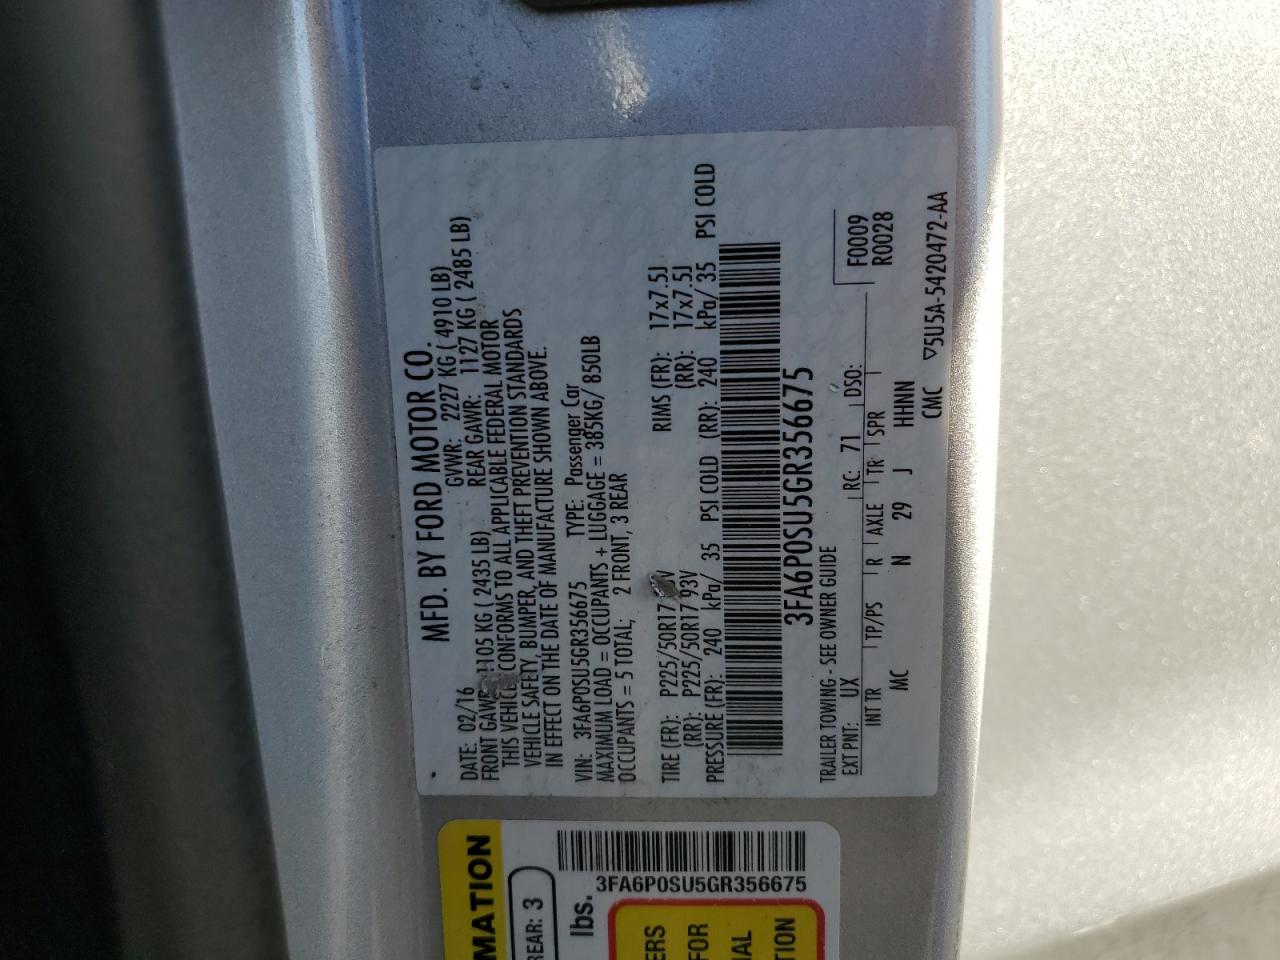 MFD. BY FORD MOTOR CO.
DATE: 02/16 GVWR: 2227 KG ( 4910 LB)
FRONT GAWR: 1105 KG ( 2435 LB) REAR GAWR: 1127 KG ( 2485 LB)
THIS VEHICLE CONFORMS TO ALL APPLICABLE FEDERAL MOTOR
VEHICLE SAFETY, BUMPER, AND THEFT PREVENTION STANDARDS
IN EFFECT ON THE DATE OF MANUFACTURE SHOWN ABOVE.
VIN: 3FA6P0SU5GR356675 TYPE: Passenger Car
MAXIMUM LOAD = OCCUPANTS + LUGGAGE = 385KG/ 850LB
OCCUPANTS = 5 TOTAL; 2 FRONT, 3 REAR
TIRE (FR): P225/50R17 RIMS (FR): 17x7.5J
(RR): P225/50R17 93V (RR): 17x7.5J
PRESSURE (FR): 240 kPa/ 35 PSI COLD (RR): 240 kPa/ 35 PSI COLD
3FA6P0SU5GR356675
TRAILER TOWING - SEE OWNER GUIDE
EXT PNT: UX RC: 71 DSO: F0009
R0028
INT TR TP/PS R AXLE TR SPR
MC N 29 J HHNN
CMC ▽5U5A-5420472-AA
MATION
REAR: 3
lbs.
3FA6P0SU5GR356675
ERS
FOR
IAL
TION